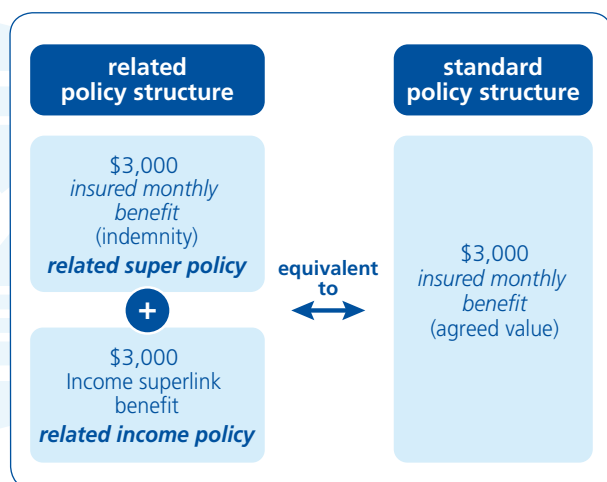 related
policy structure
$3,000
insured monthly
benefit
(indemnity)
related super policy
+
$3,000
Income superlink
benefit
related income policy
equivalent
to
standard
policy structure
$3,000
insured monthly
benefit
(agreed value)